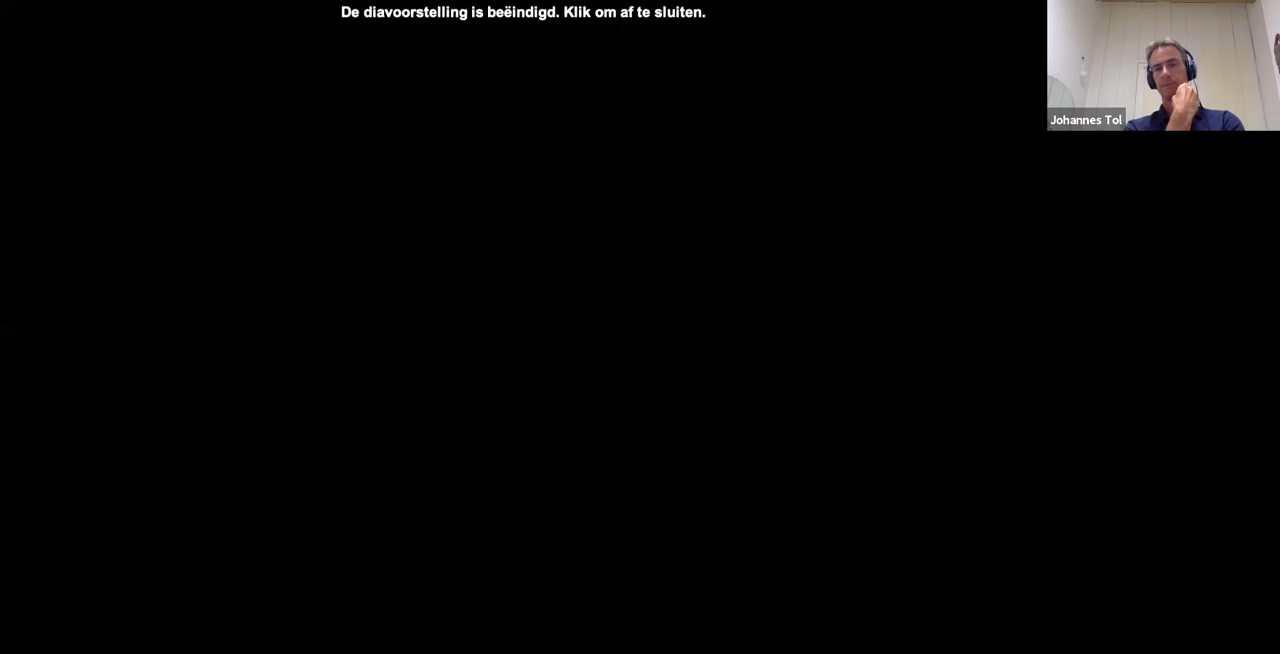 De diavoorstelling is beëindigd. Klik om af te sluiten.
Johannes Tol